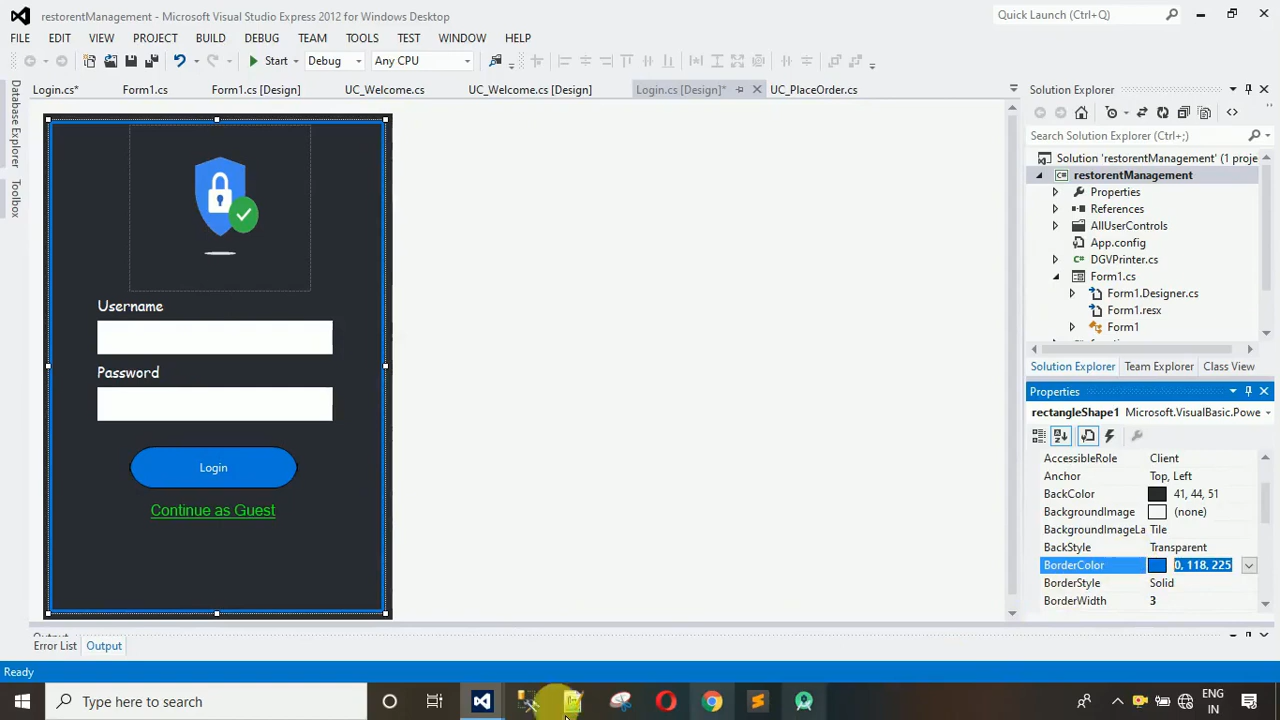 restorentManagement - Microsoft Visual Studio Express 2012 for Windows Desktop
Quick Launch (Ctrl+Q)
FILE EDIT VIEW PROJECT BUILD DEBUG TEAM TOOLS TEST WINDOW HELP
Start Debug Any CPU
Login.cs* Form1.cs Form1.cs [Design] UC_Welcome.cs UC_Welcome.cs [Design] Login.cs [Design]* UC_PlaceOrder.cs
Database Explorer
Toolbox
Username
Password
Login
Continue as Guest
Solution Explorer
Search Solution Explorer (Ctrl+;)
Solution 'restorentManagement' (1 proje
restorentManagement
Properties
References
AllUserControls
App.config
DGVPrinter.cs
Form1.cs
Form1.Designer.cs
Form1.resx
Form1
Solution Explorer Team Explorer Class View
Properties
rectangleShape1 Microsoft.VisualBasic.Powe
AccessibleRole Client
Anchor Top, Left
BackColor 41, 44, 51
BackgroundImage (none)
BackgroundImageLa Tile
BackStyle Transparent
BorderColor 0, 118, 225
BorderStyle Solid
BorderWidth 3
Error List Output
Ready
Type here to search
ENG
IN